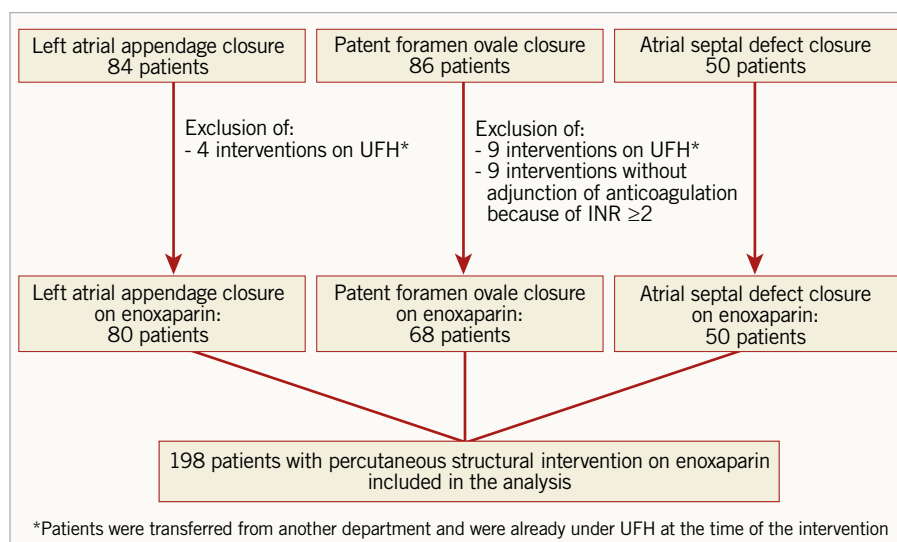 Left atrial appendage closure
84 patients
Patent foramen ovale closure
86 patients
Atrial septal defect closure
50 patients
Exclusion of:
- 4 interventions on UFH*
Exclusion of:
- 9 interventions on UFH*
- 9 interventions without
adjunction of anticoagulation
because of INR ≥2
Left atrial appendage closure
on enoxaparin:
80 patients
Patent foramen ovale closure
on enoxaparin:
68 patients
Atrial septal defect closure
on enoxaparin:
50 patients
198 patients with percutaneous structural intervention on enoxaparin
included in the analysis
*Patients were transferred from another department and were already under UFH at the time of the intervention